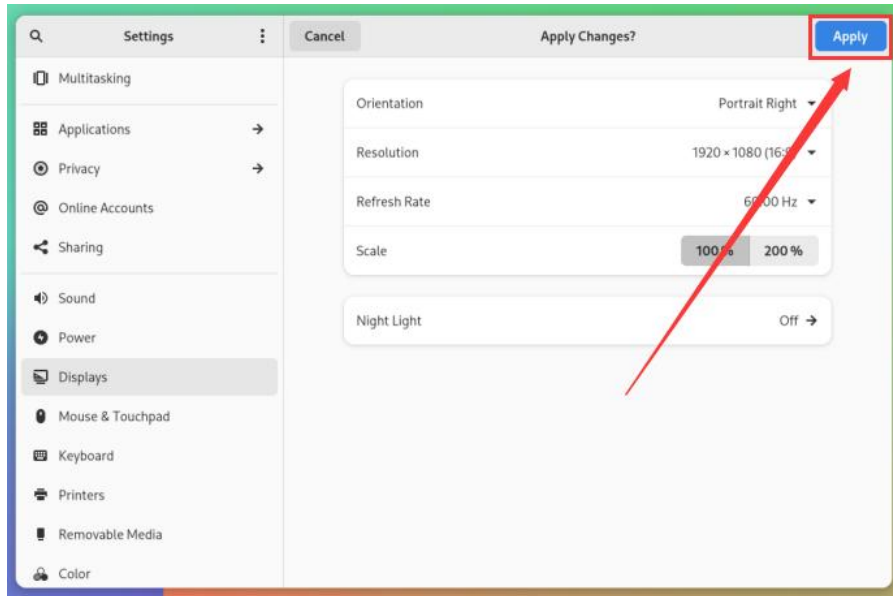 Settings
Cancel
Apply Changes?
Apply
Multitasking
Applications
Privacy
Online Accounts
Sharing
Sound
Power
Displays
Mouse & Touchpad
Keyboard
Printers
Removable Media
Color
Orientation
Portrait Right
Resolution
1920 × 1080 (16:
Refresh Rate
Hz
Scale
100
200 %
Night Light
Off